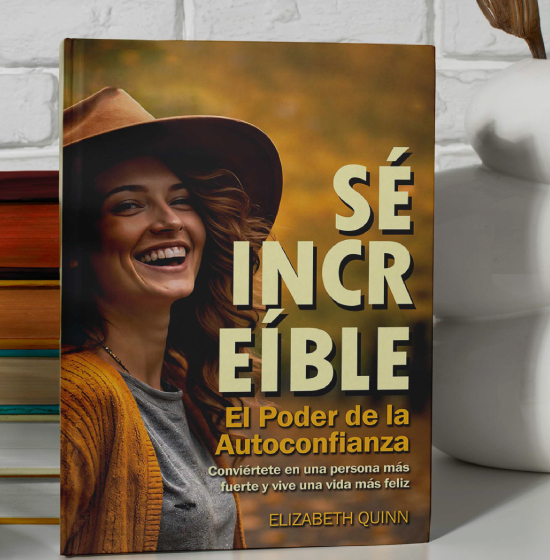 SÉ
INCR
EÍBLE
El Poder de la
Autoconfianza
Conviértete en una persona más
fuerte y vive una vida más feliz
ELIZABETH QUINN